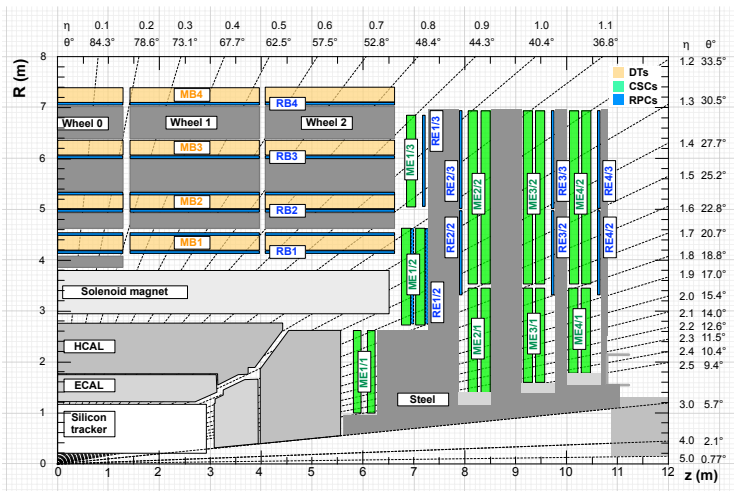 η 0.1 0.2 0.3 0.4 0.5 0.6 0.7 0.8 0.9 1.0 1.1
θ° 84.3° 78.6° 73.1° 67.7° 62.5° 57.5° 52.8° 48.4° 44.3° 40.4° 36.8° η θ°
R (m)
8
7
6
5
4
3
2
1
0
1.2 33.5°
1.3 30.5°
1.4 27.7°
1.5 25.2°
1.6 22.8°
1.7 20.7°
1.8 18.8°
1.9 17.0°
2.0 15.4°
2.1 14.0°
2.2 12.6°
2.3 11.5°
2.4 10.4°
2.5 9.4°
3.0 5.7°
4.0 2.1°
5.0 0.77°
DTs
CSCs
RPCs
MB4
RB4
Wheel 0 Wheel 1 Wheel 2
MB3
RB3
MB2
RB2
MB1
RB1
Solenoid magnet
HCAL
ECAL
Silicon
tracker
Steel
ME1/3
RE1/3
ME1/2
RE1/2
ME1/1
RE2/3
ME2/2
RE2/2
ME2/1
ME3/2
RE3/3
RE3/2
ME3/1
ME4/2
RE4/3
RE4/2
ME4/1
0 1 2 3 4 5 6 7 8 9 10 11 12
z (m)